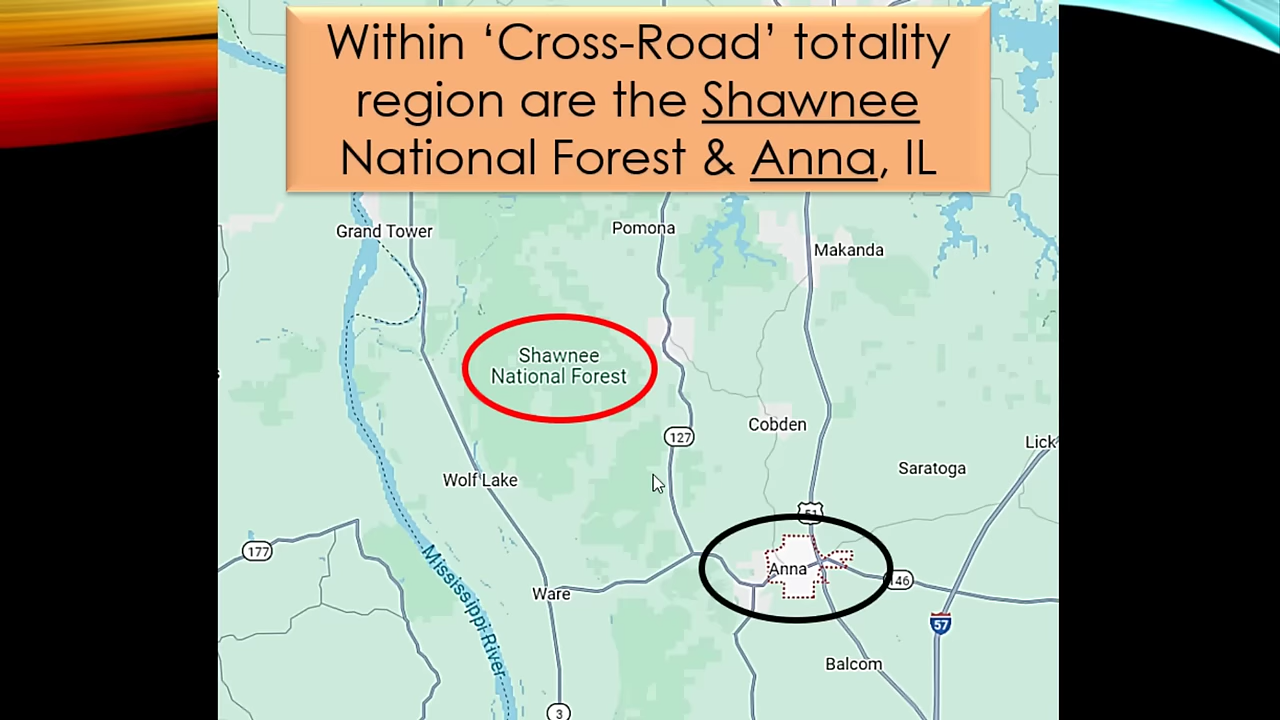 Within ‘Cross-Road’ totality
region are the Shawnee
National Forest & Anna, IL
Grand Tower
Pomona
Makanda
Shawnee
National Forest
127
Cobden
Lick
Saratoga
Wolf Lake
51
177
Mississippi River
Anna
146
Ware
57
Balcom
3